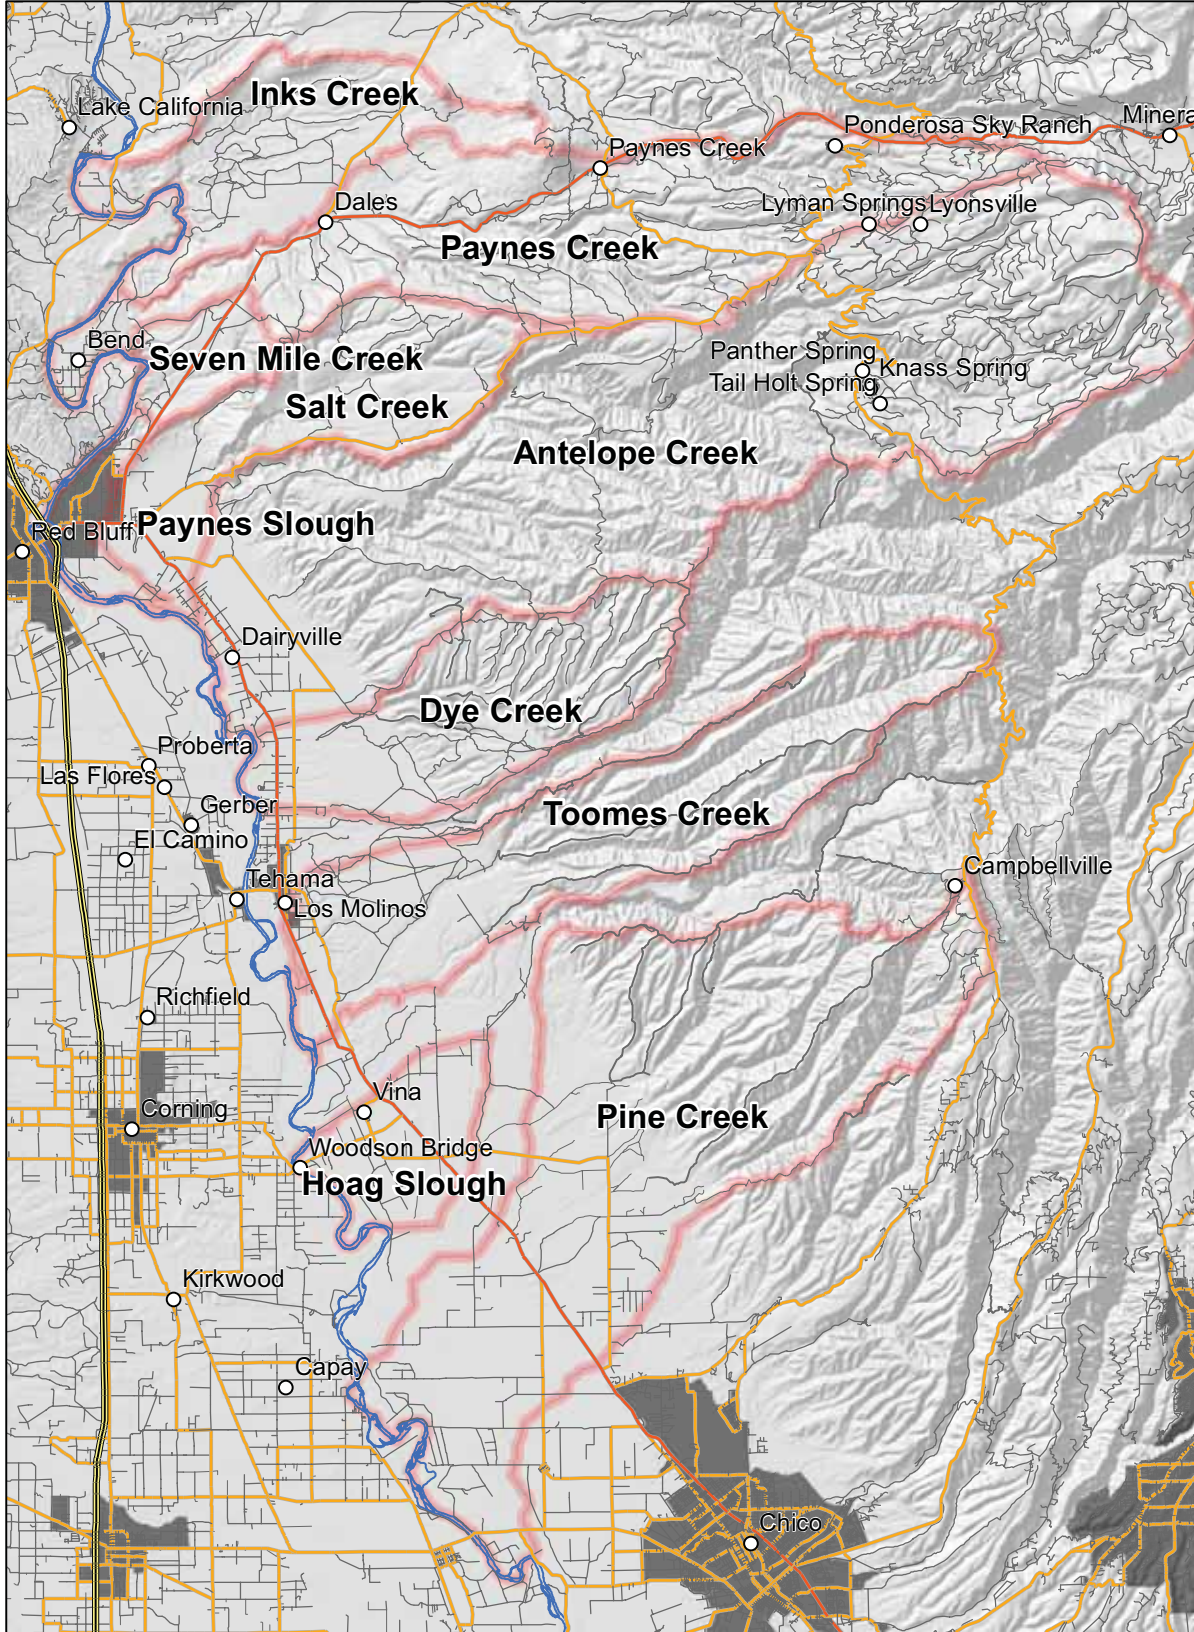 Inks Creek
Lake California
Minera
Ponderosa Sky Ranch
Paynes Creek
Dales
Lyman Springs
Lyonsville
Paynes Creek
Bend
Seven Mile Creek
Panther Spring
Knass Spring
Tail Holt Spring
Salt Creek
Antelope Creek
Paynes Slough
Red Bluff
Dairyville
Dye Creek
Proberta
Las Flores
Gerber
Toomes Creek
El Camino
Campbellville
Tehama
Los Molinos
Richfield
Vina
Corning
Pine Creek
Woodson Bridge
Hoag Slough
Kirkwood
Capay
Chico